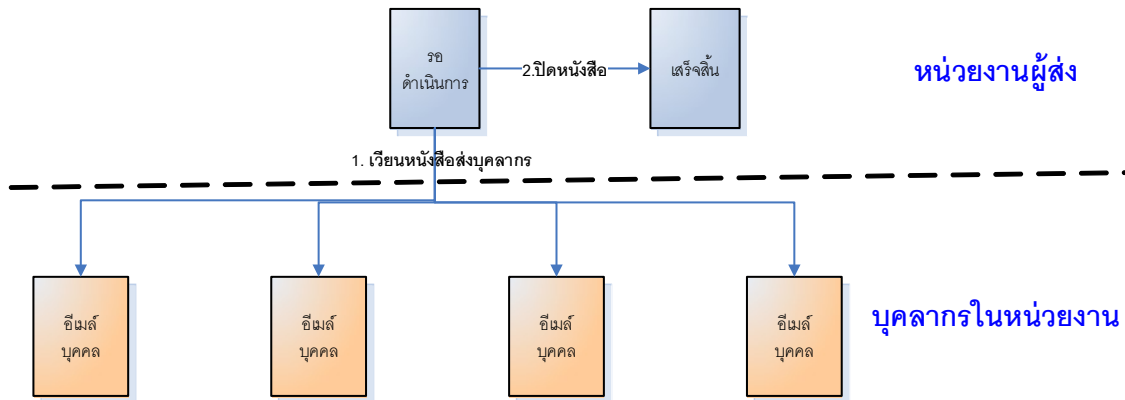 รอ
ดำเนินการ
2.ปิดหนังสือ
เสร็จสิ้น
หน่วยงานผู้ส่ง
1. เวียนหนังสือส่งบุคลากร
อีเมล์
บุคคล
อีเมล์
บุคคล
อีเมล์
บุคคล
อีเมล์
บุคคล
บุคลากรในหน่วยงาน